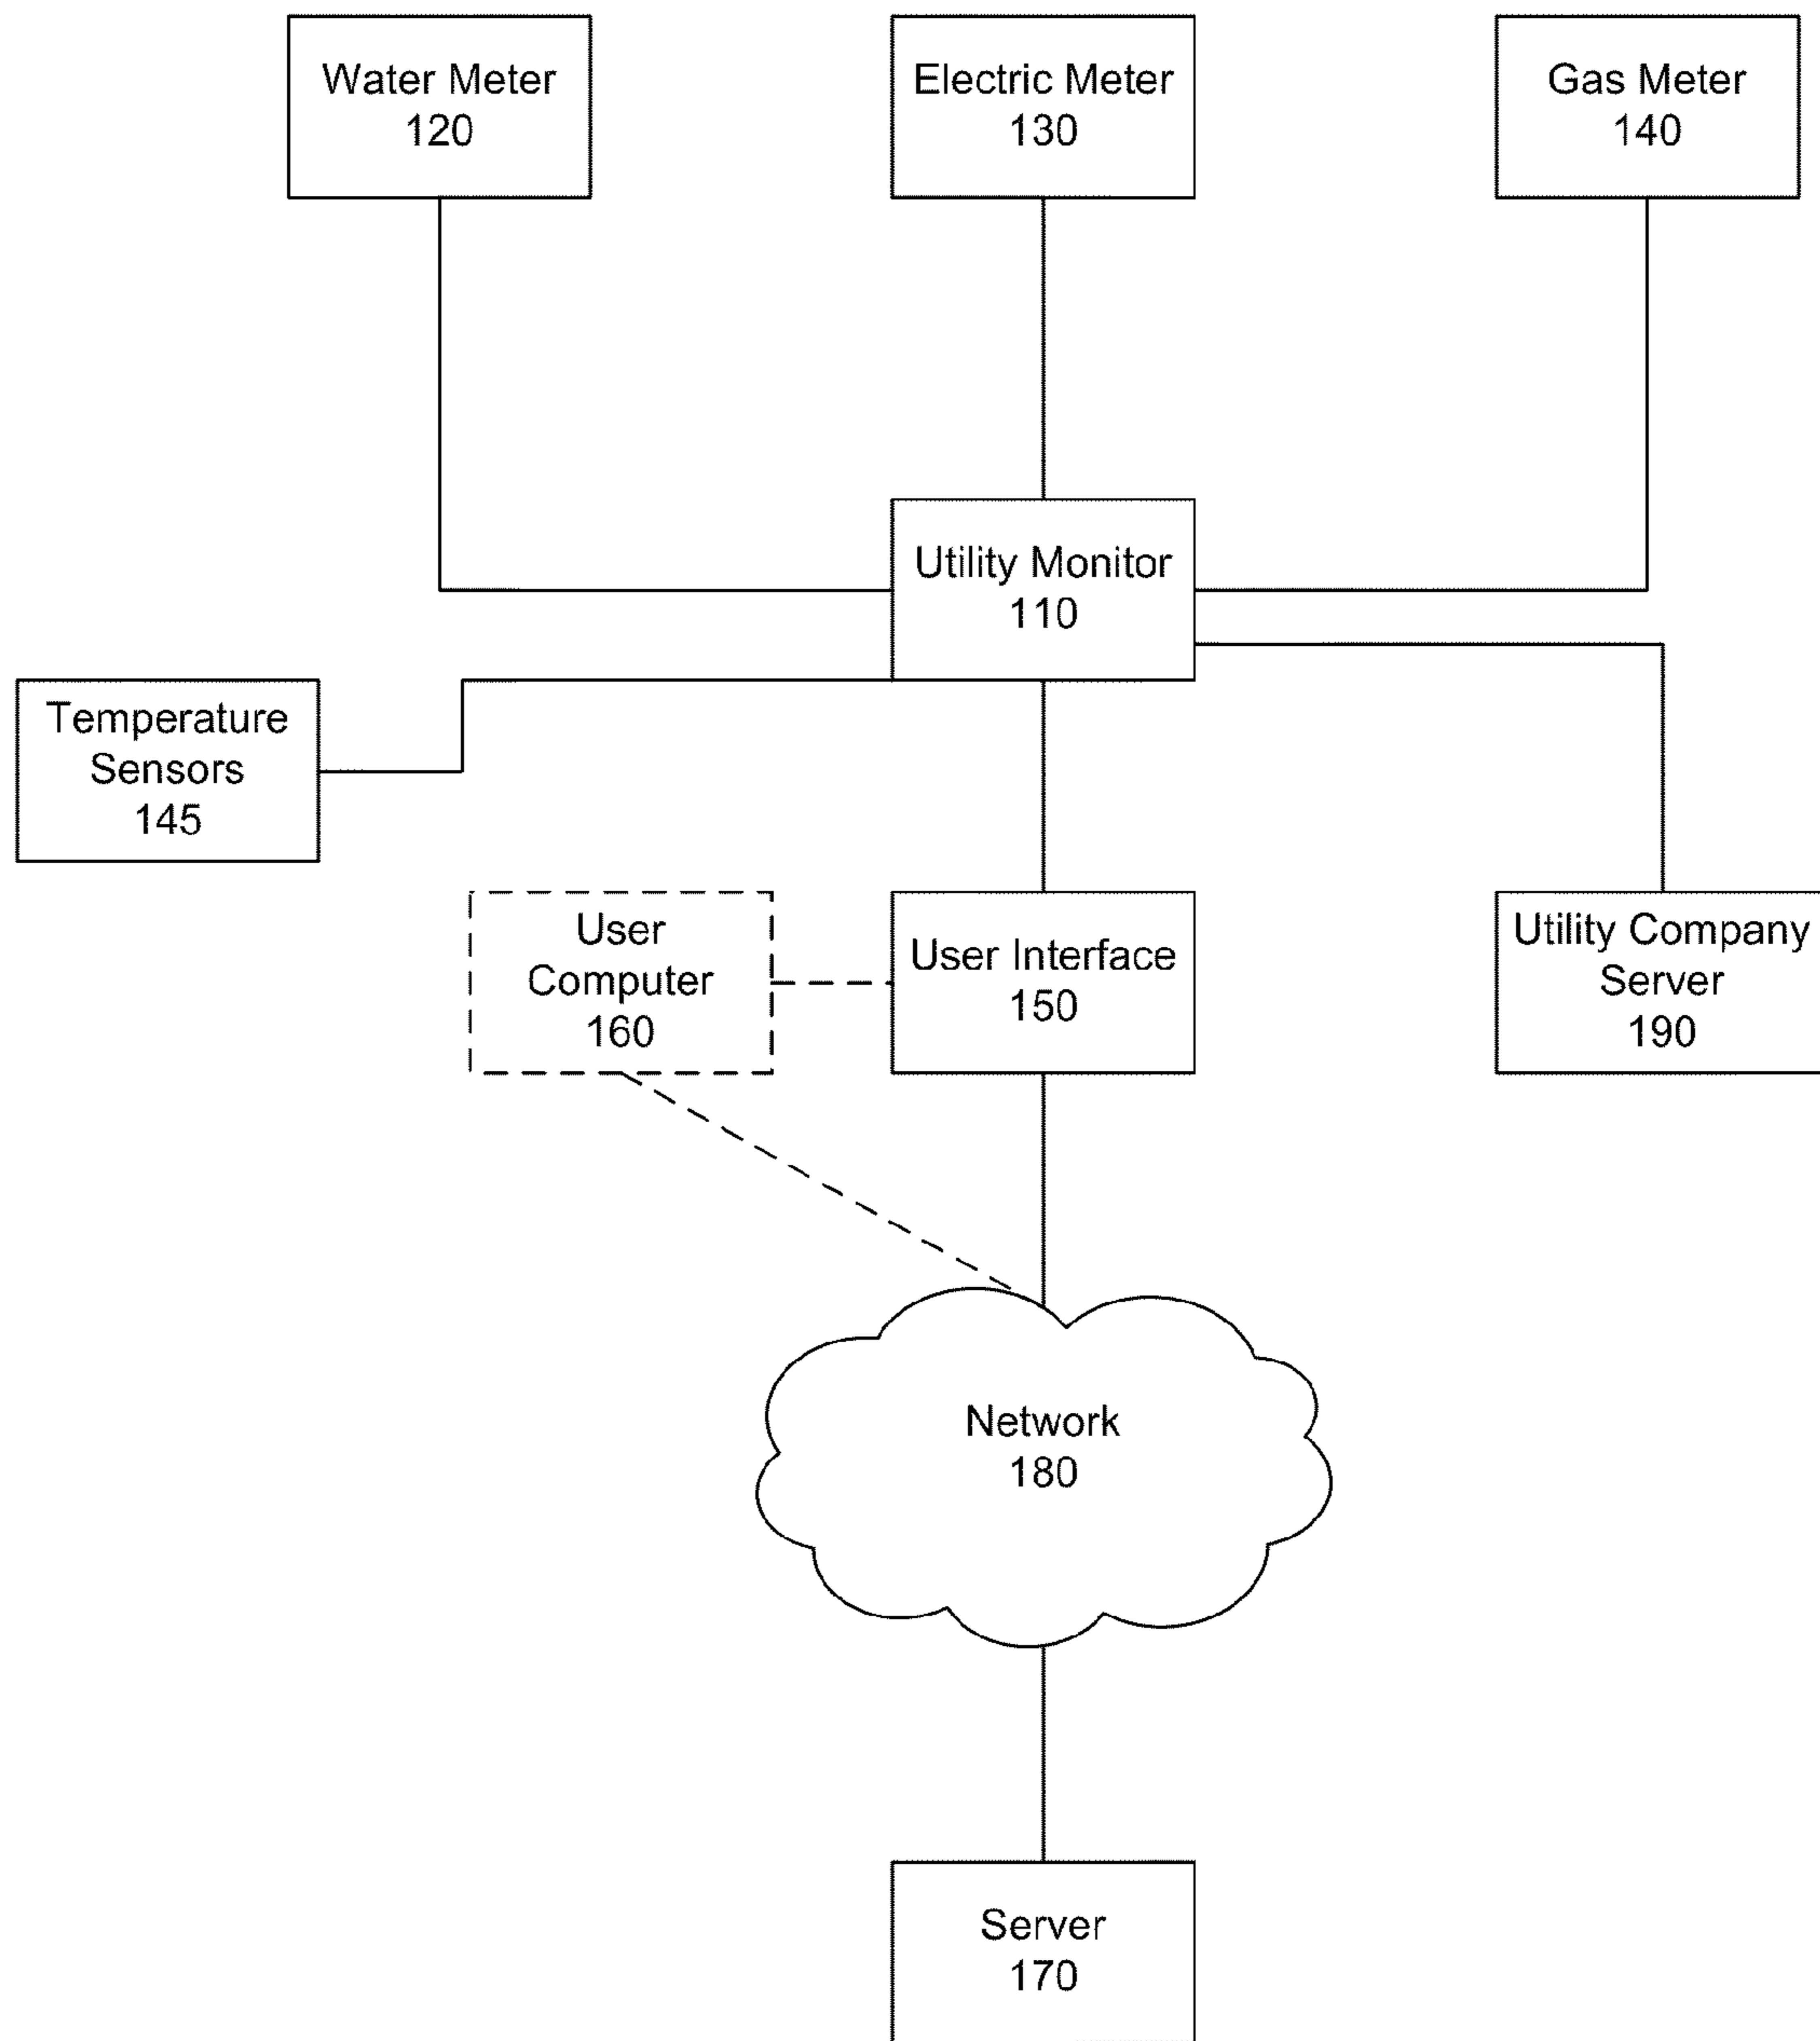 Water Meter
120
Electric Meter
130
Gas Meter
140
Utility Monitor
110
Temperature
Sensors
145
User
Computer
160
User Interface
150
Utility Company
Server
190
Network
180
Server
170